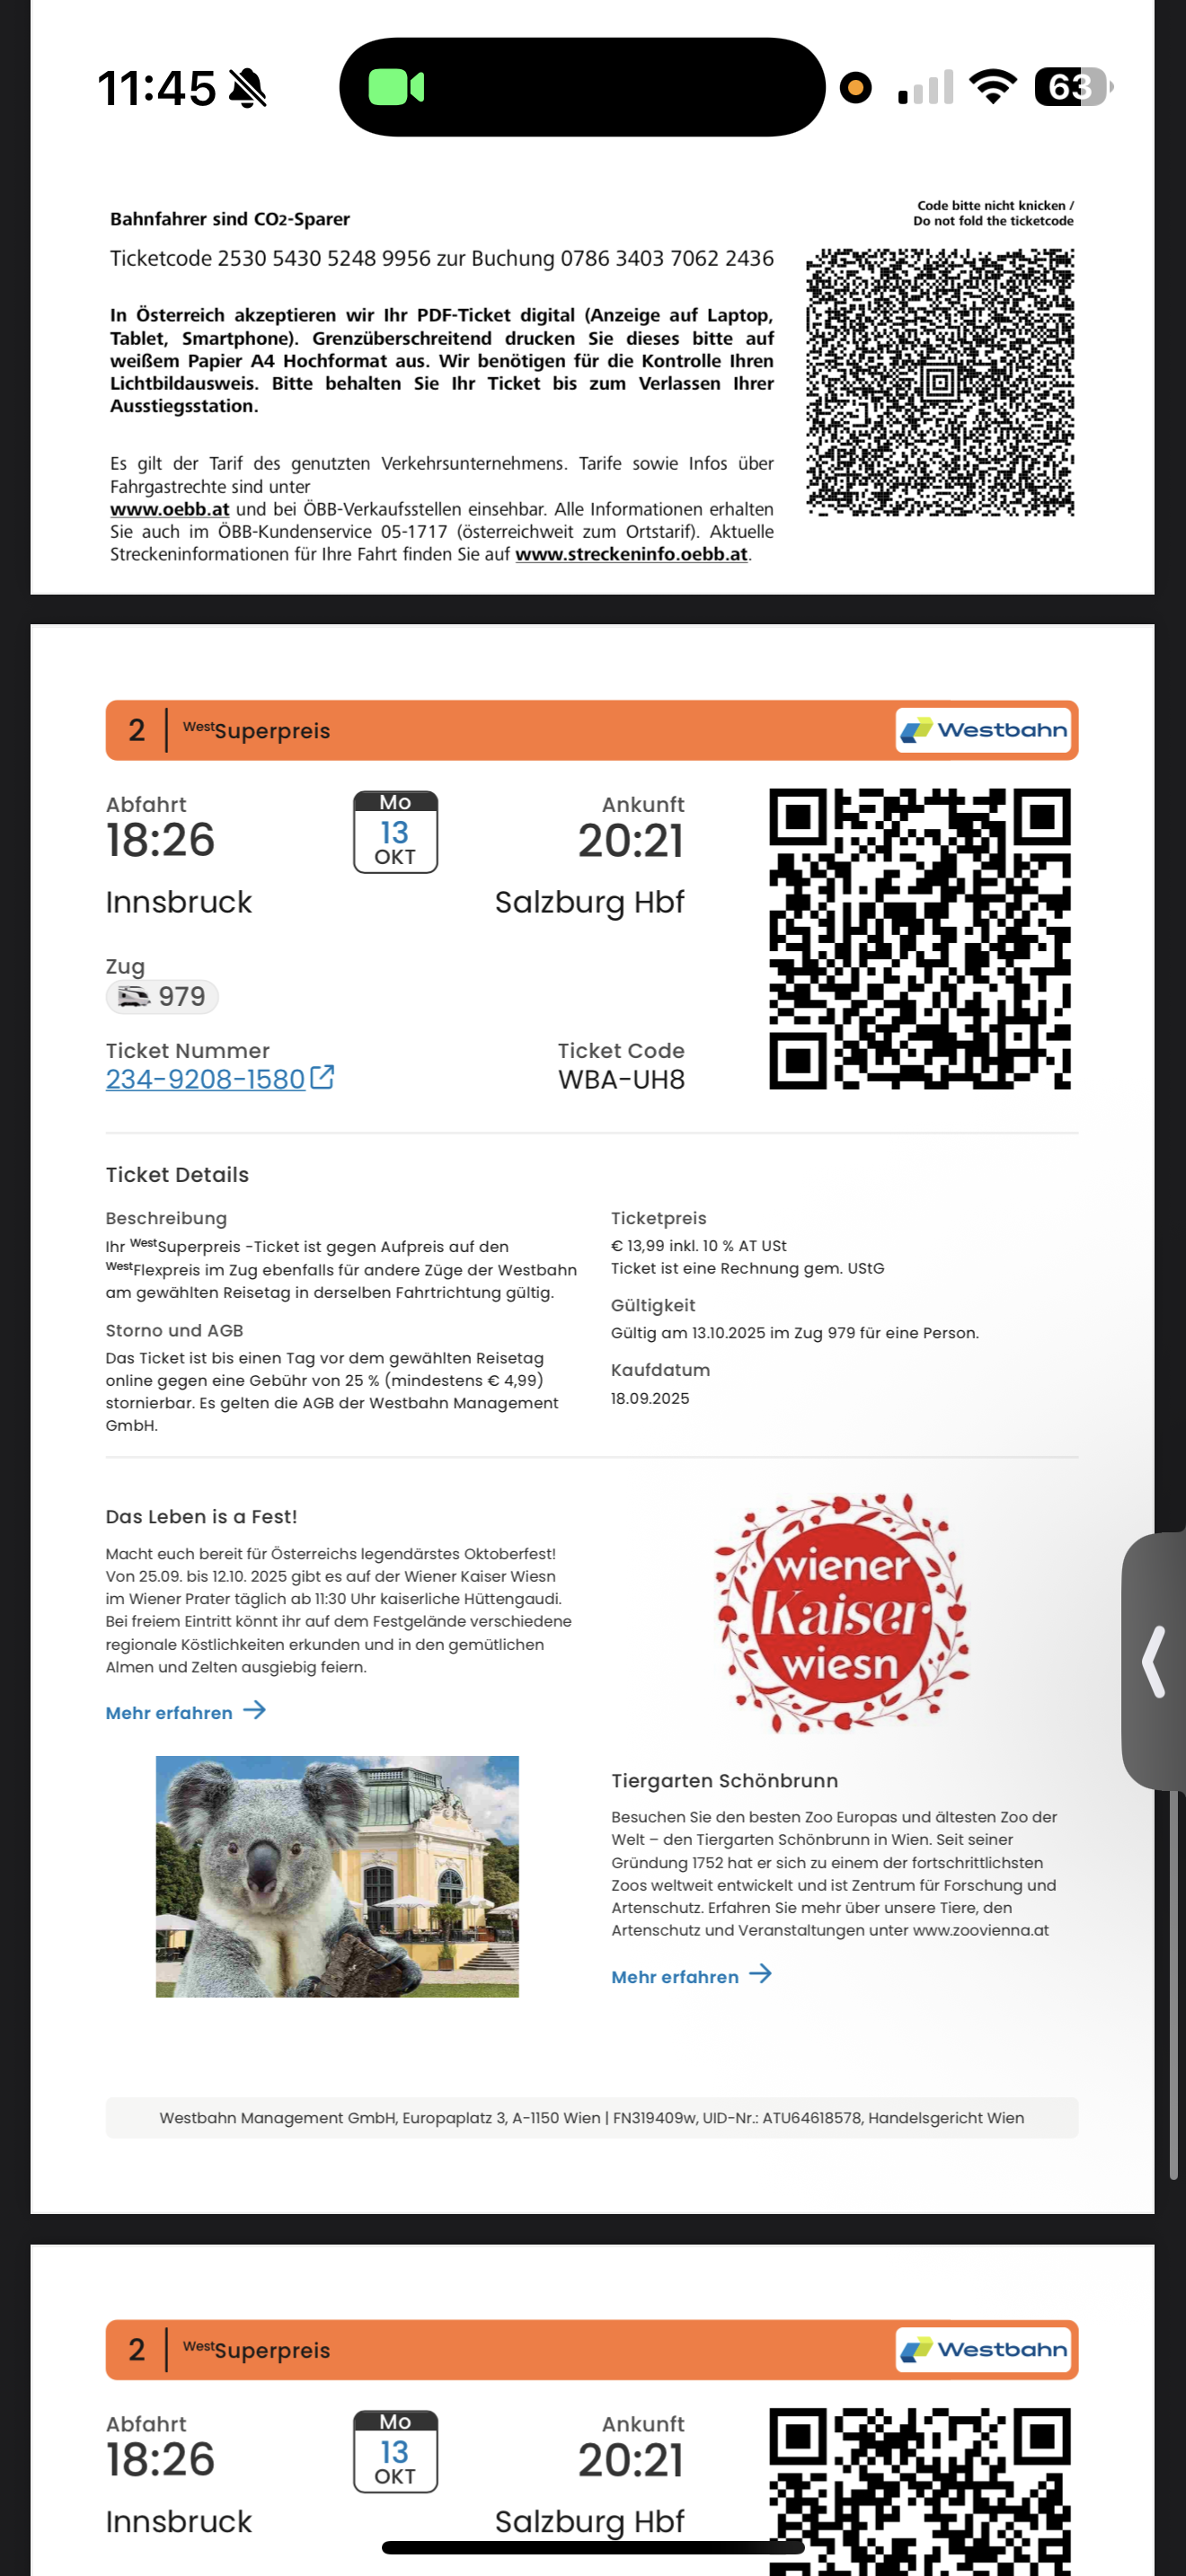 11:45
63
Bahnfahrer sind CO2-Sparer
Code bitte nicht knicken /
Do not fold the ticketcode
Ticketcode 2530 5430 5248 9956 zur Buchung 0786 3403 7062 2436
In Österreich akzeptieren wir Ihr PDF-Ticket digital (Anzeige auf Laptop,
Tablet, Smartphone). Grenzüberschreitend drucken Sie dieses bitte auf
weißem Papier A4 Hochformat aus. Wir benötigen für die Kontrolle Ihren
Lichtbildausweis. Bitte behalten Sie Ihr Ticket bis zum Verlassen Ihrer
Ausstiegsstation.
Es gilt der Tarif des genutzten Verkehrsunternehmens. Tarife sowie Infos über
Fahrgastrechte sind unter
www.oebb.at und bei ÖBB-Verkaufsstellen einsehbar. Alle Informationen erhalten
Sie auch im ÖBB-Kundenservice 05-1717 (österreichweit zum Ortstarif). Aktuelle
Streckeninformationen für Ihre Fahrt finden Sie auf www.streckeninfo.oebb.at.
2 WestSuperpreis Westbahn
Abfahrt
18:26
Innsbruck
Mo
13
OKT
Ankunft
20:21
Salzburg Hbf
Zug
979
Ticket Nummer
234-9208-1580
Ticket Code
WBA-UH8
Ticket Details
Beschreibung
Ihr WestSuperpreis -Ticket ist gegen Aufpreis auf den
WestFlexpreis im Zug ebenfalls für andere Züge der Westbahn
am gewählten Reisetag in derselben Fahrtrichtung gültig.
Storno und AGB
Das Ticket ist bis einen Tag vor dem gewählten Reisetag
online gegen eine Gebühr von 25 % (mindestens € 4,99)
stornierbar. Es gelten die AGB der Westbahn Management
GmbH.
Ticketpreis
€ 13,99 inkl. 10 % AT USt
Ticket ist eine Rechnung gem. UStG
Gültigkeit
Gültig am 13.10.2025 im Zug 979 für eine Person.
Kaufdatum
18.09.2025
Das Leben is a Fest!
Macht euch bereit für Österreichs legendärstes Oktoberfest!
Von 25.09. bis 12.10. 2025 gibt es auf der Wiener Kaiser Wiesn
im Wiener Prater täglich ab 11:30 Uhr kaiserliche Hüttengaudi.
Bei freiem Eintritt könnt ihr auf dem Festgelände verschiedene
regionale Köstlichkeiten erkunden und in den gemütlichen
Almen und Zelten ausgiebig feiern.
Mehr erfahren
wiener
Kaiser
wiesn
Tiergarten Schönbrunn
Besuchen Sie den besten Zoo Europas und ältesten Zoo der
Welt – den Tiergarten Schönbrunn in Wien. Seit seiner
Gründung 1752 hat er sich zu einem der fortschrittlichsten
Zoos weltweit entwickelt und ist Zentrum für Forschung und
Artenschutz. Erfahren Sie mehr über unsere Tiere, den
Artenschutz und Veranstaltungen unter www.zoovienna.at
Mehr erfahren
Westbahn Management GmbH, Europaplatz 3, A-1150 Wien | FN319409w, UID-Nr.: ATU64618578, Handelsgericht Wien
2 WestSuperpreis Westbahn
Abfahrt
18:26
Innsbruck
Mo
13
OKT
Ankunft
20:21
Salzburg Hbf